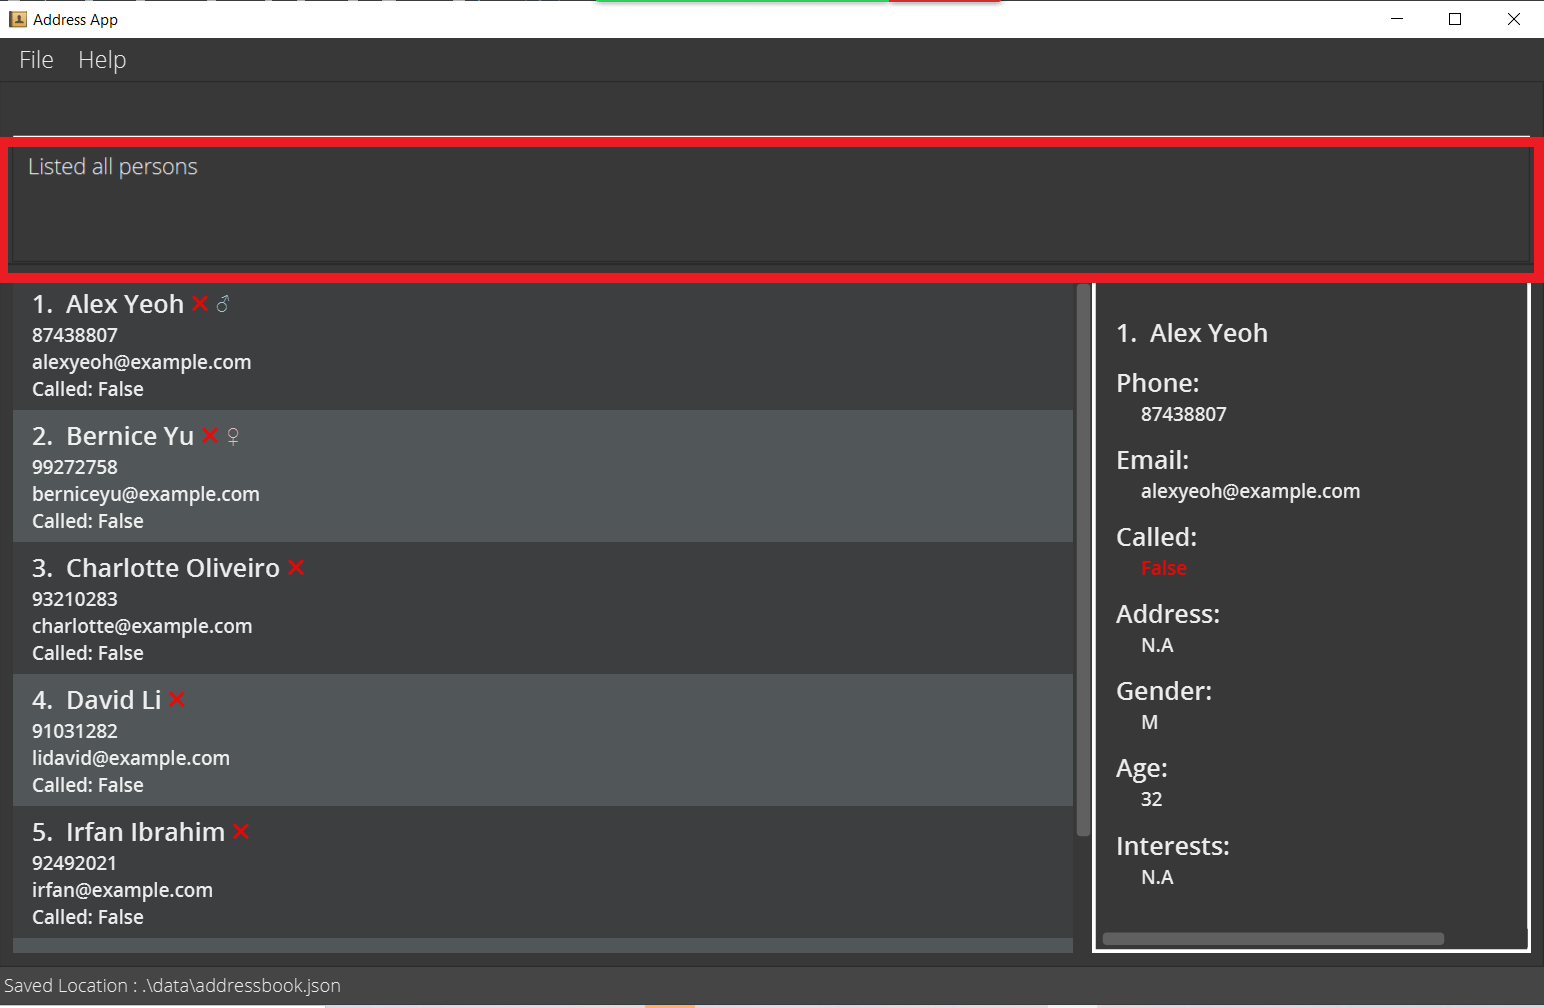 Address App
File Help
Listed all persons
1. Alex Yeoh ❌ ♂
87438807
alexyeoh@example.com
Called: False
2. Bernice Yu ❌ ♀
99272758
berniceyu@example.com
Called: False
3. Charlotte Oliveiro ❌
93210283
charlotte@example.com
Called: False
4. David Li ❌
91031282
lidavid@example.com
Called: False
5. Irfan Ibrahim ❌
92492021
irfan@example.com
Called: False
1. Alex Yeoh
Phone:
87438807
Email:
alexyeoh@example.com
Called:
False
Address:
N.A
Gender:
M
Age:
32
Interests:
N.A
Saved Location : .\data\addressbook.json